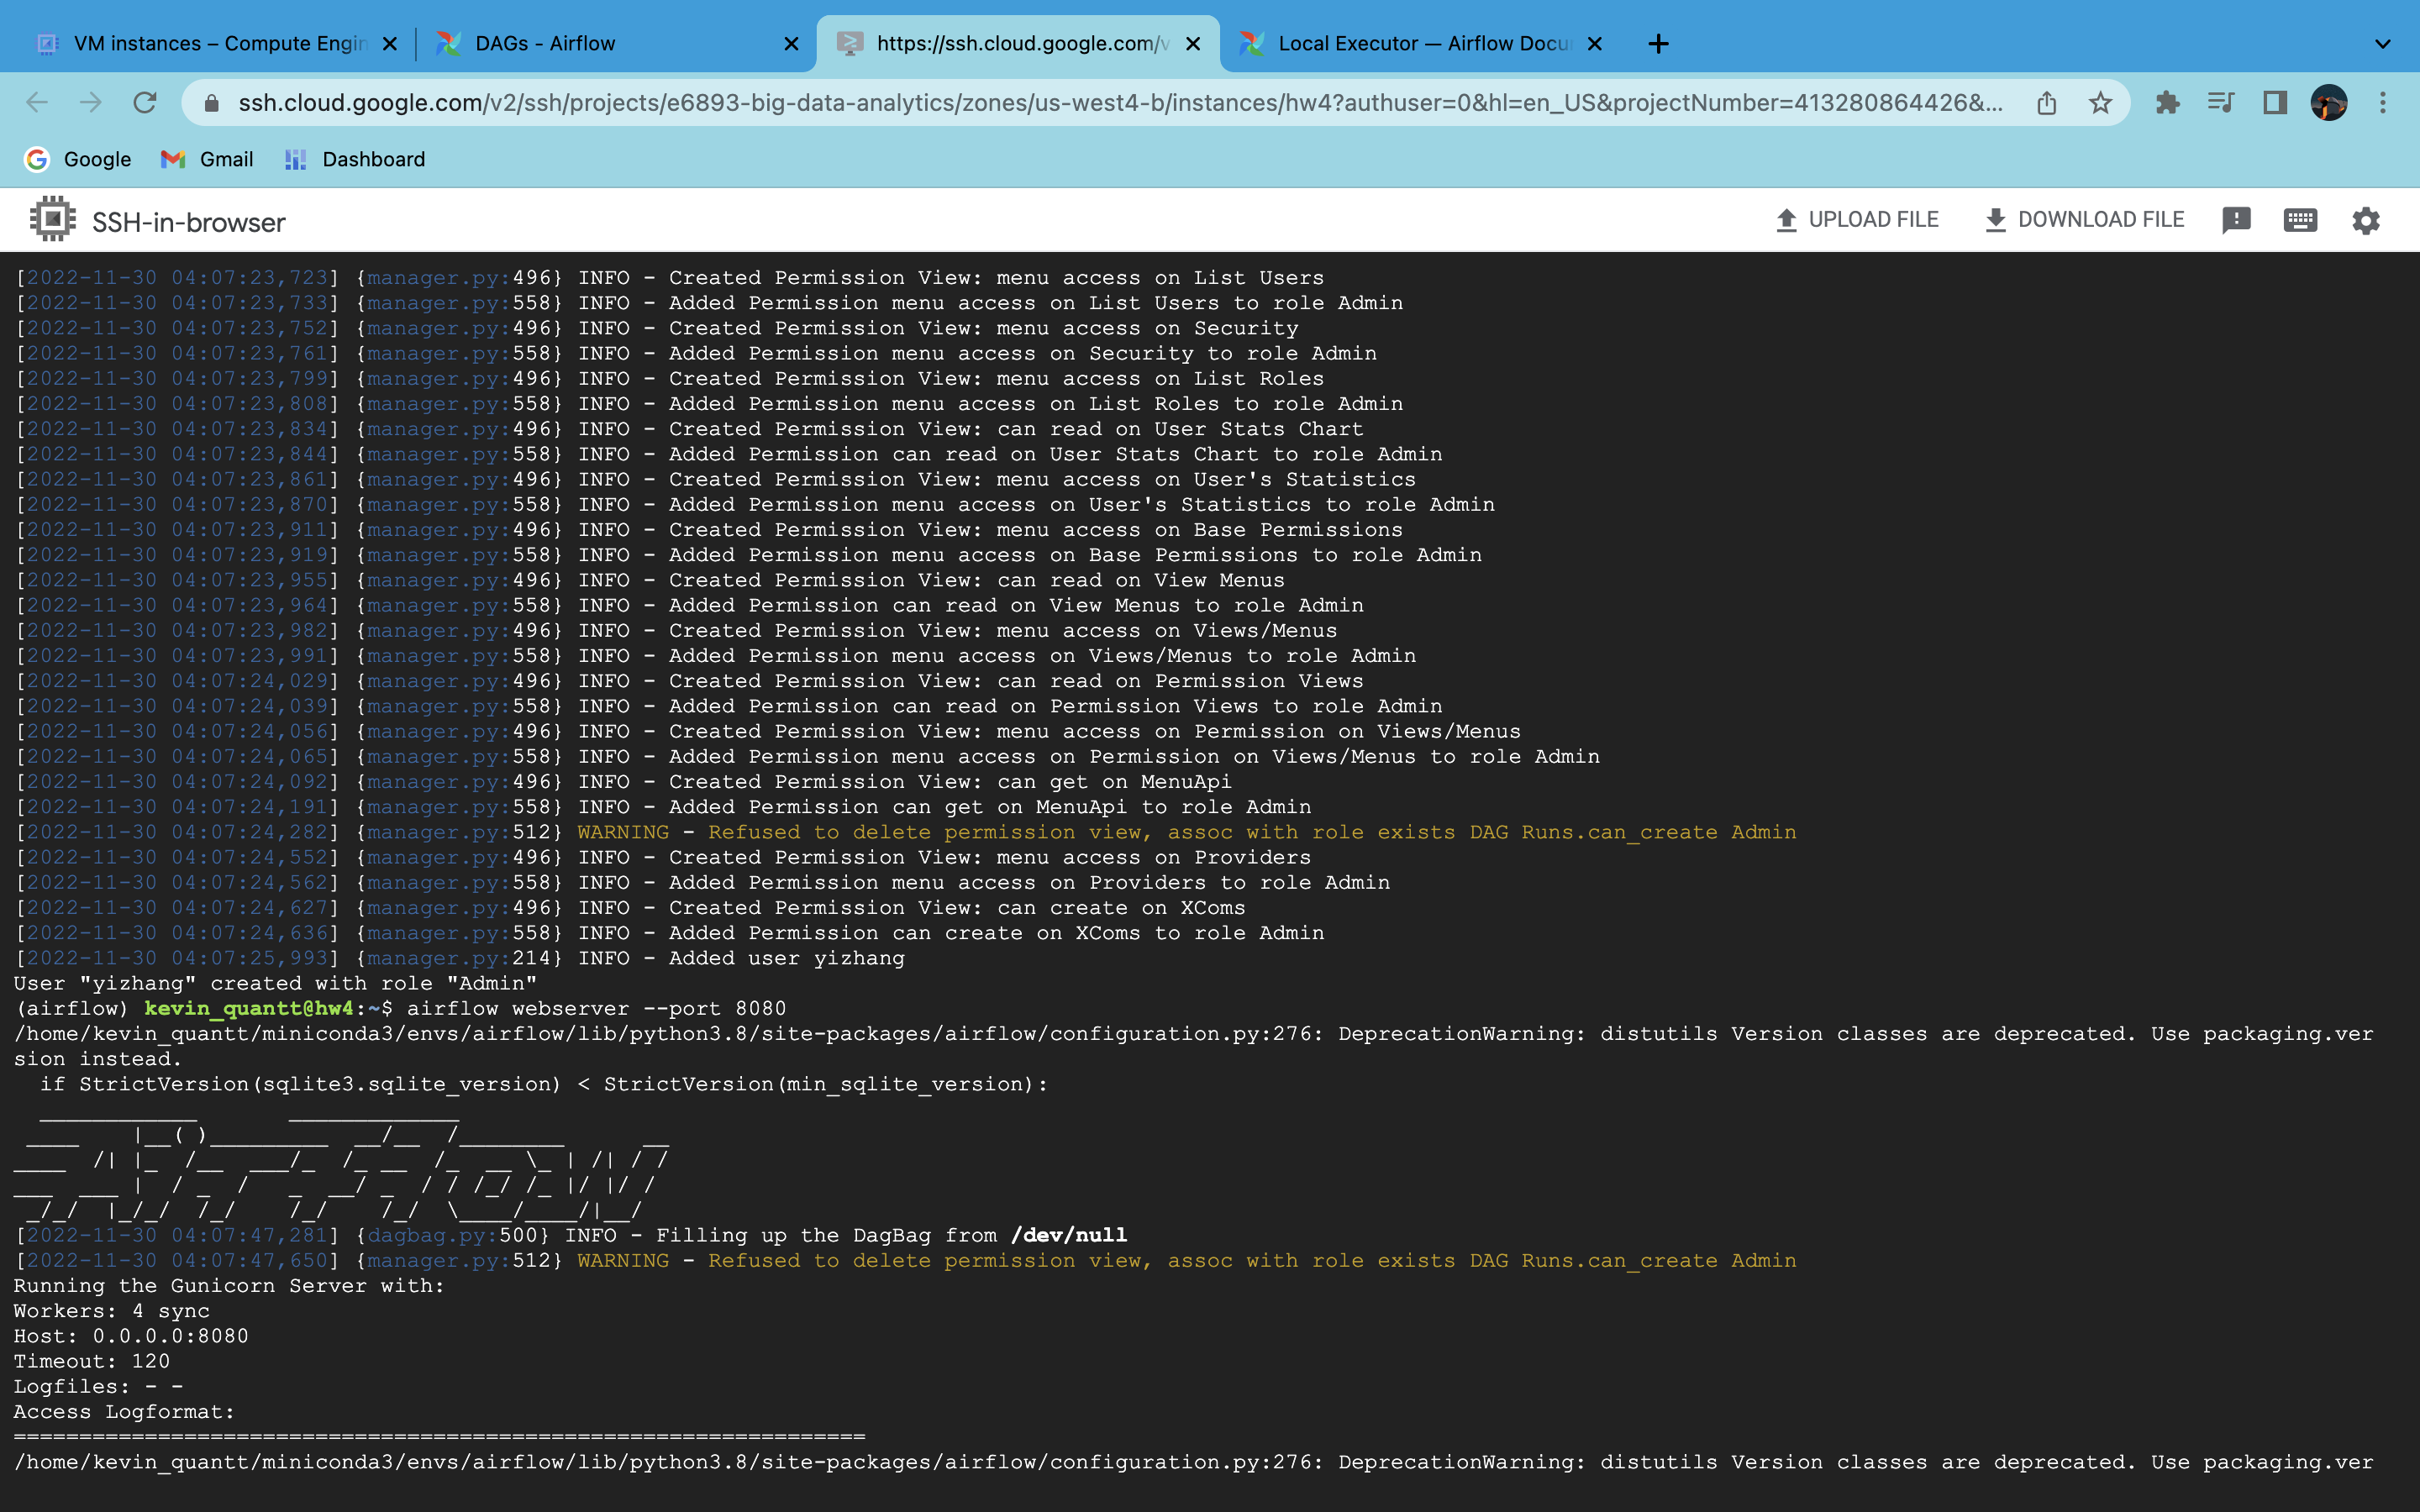 VM instances – Compute Engin
DAGs - Airflow
https://ssh.cloud.google.com/v
Local Executor — Airflow Docu
ssh.cloud.google.com/v2/ssh/projects/e6893-big-data-analytics/zones/us-west4-b/instances/hw4?authuser=0&hl=en_US&projectNumber=413280864426&...
Google Gmail Dashboard
SSH-in-browser UPLOAD FILE DOWNLOAD FILE
[2022-11-30 04:07:23,723] {manager.py:496} INFO - Created Permission View: menu access on List Users
[2022-11-30 04:07:23,733] {manager.py:558} INFO - Added Permission menu access on List Users to role Admin
[2022-11-30 04:07:23,752] {manager.py:496} INFO - Created Permission View: menu access on Security
[2022-11-30 04:07:23,761] {manager.py:558} INFO - Added Permission menu access on Security to role Admin
[2022-11-30 04:07:23,799] {manager.py:496} INFO - Created Permission View: menu access on List Roles
[2022-11-30 04:07:23,808] {manager.py:558} INFO - Added Permission menu access on List Roles to role Admin
[2022-11-30 04:07:23,834] {manager.py:496} INFO - Created Permission View: can read on User Stats Chart
[2022-11-30 04:07:23,844] {manager.py:558} INFO - Added Permission can read on User Stats Chart to role Admin
[2022-11-30 04:07:23,861] {manager.py:496} INFO - Created Permission View: menu access on User's Statistics
[2022-11-30 04:07:23,870] {manager.py:558} INFO - Added Permission menu access on User's Statistics to role Admin
[2022-11-30 04:07:23,911] {manager.py:496} INFO - Created Permission View: menu access on Base Permissions
[2022-11-30 04:07:23,919] {manager.py:558} INFO - Added Permission menu access on Base Permissions to role Admin
[2022-11-30 04:07:23,955] {manager.py:496} INFO - Created Permission View: can read on View Menus
[2022-11-30 04:07:23,964] {manager.py:558} INFO - Added Permission can read on View Menus to role Admin
[2022-11-30 04:07:23,982] {manager.py:496} INFO - Created Permission View: menu access on Views/Menus
[2022-11-30 04:07:23,991] {manager.py:558} INFO - Added Permission menu access on Views/Menus to role Admin
[2022-11-30 04:07:24,029] {manager.py:496} INFO - Created Permission View: can read on Permission Views
[2022-11-30 04:07:24,039] {manager.py:558} INFO - Added Permission can read on Permission Views to role Admin
[2022-11-30 04:07:24,056] {manager.py:496} INFO - Created Permission View: menu access on Permission on Views/Menus
[2022-11-30 04:07:24,065] {manager.py:558} INFO - Added Permission menu access on Permission on Views/Menus to role Admin
[2022-11-30 04:07:24,092] {manager.py:496} INFO - Created Permission View: can get on MenuApi
[2022-11-30 04:07:24,191] {manager.py:558} INFO - Added Permission can get on MenuApi to role Admin
[2022-11-30 04:07:24,282] {manager.py:512} WARNING - Refused to delete permission view, assoc with role exists DAG Runs.can_create Admin
[2022-11-30 04:07:24,552] {manager.py:496} INFO - Created Permission View: menu access on Providers
[2022-11-30 04:07:24,562] {manager.py:558} INFO - Added Permission menu access on Providers to role Admin
[2022-11-30 04:07:24,627] {manager.py:496} INFO - Created Permission View: can create on XComs
[2022-11-30 04:07:24,636] {manager.py:558} INFO - Added Permission can create on XComs to role Admin
[2022-11-30 04:07:25,993] {manager.py:214} INFO - Added user yizhang
User "yizhang" created with role "Admin"
(airflow) kevin_quantt@hw4:~$ airflow webserver --port 8080
/home/kevin_quantt/miniconda3/envs/airflow/lib/python3.8/site-packages/airflow/configuration.py:276: DeprecationWarning: distutils Version classes are deprecated. Use packaging.ver
sion instead.
  if StrictVersion(sqlite3.sqlite_version) < StrictVersion(min_sqlite_version):
  ____________       _____________
 ____    |__( )_________  __/__  /________      __
____  /| |_  /__  ___/_  /_ __  /_  __ \_ | /| / /
___  ___ |  / _  /   _  __/ _  / / /_/ /_ |/ |/ /
 _/_/  |_/_/  /_/    /_/    /_/  \____/____/|__/
[2022-11-30 04:07:47,281] {dagbag.py:500} INFO - Filling up the DagBag from /dev/null
[2022-11-30 04:07:47,650] {manager.py:512} WARNING - Refused to delete permission view, assoc with role exists DAG Runs.can_create Admin
Running the Gunicorn Server with:
Workers: 4 sync
Host: 0.0.0.0:8080
Timeout: 120
Logfiles: - -
Access Logformat:
=================================================================
/home/kevin_quantt/miniconda3/envs/airflow/lib/python3.8/site-packages/airflow/configuration.py:276: DeprecationWarning: distutils Version classes are deprecated. Use packaging.ver